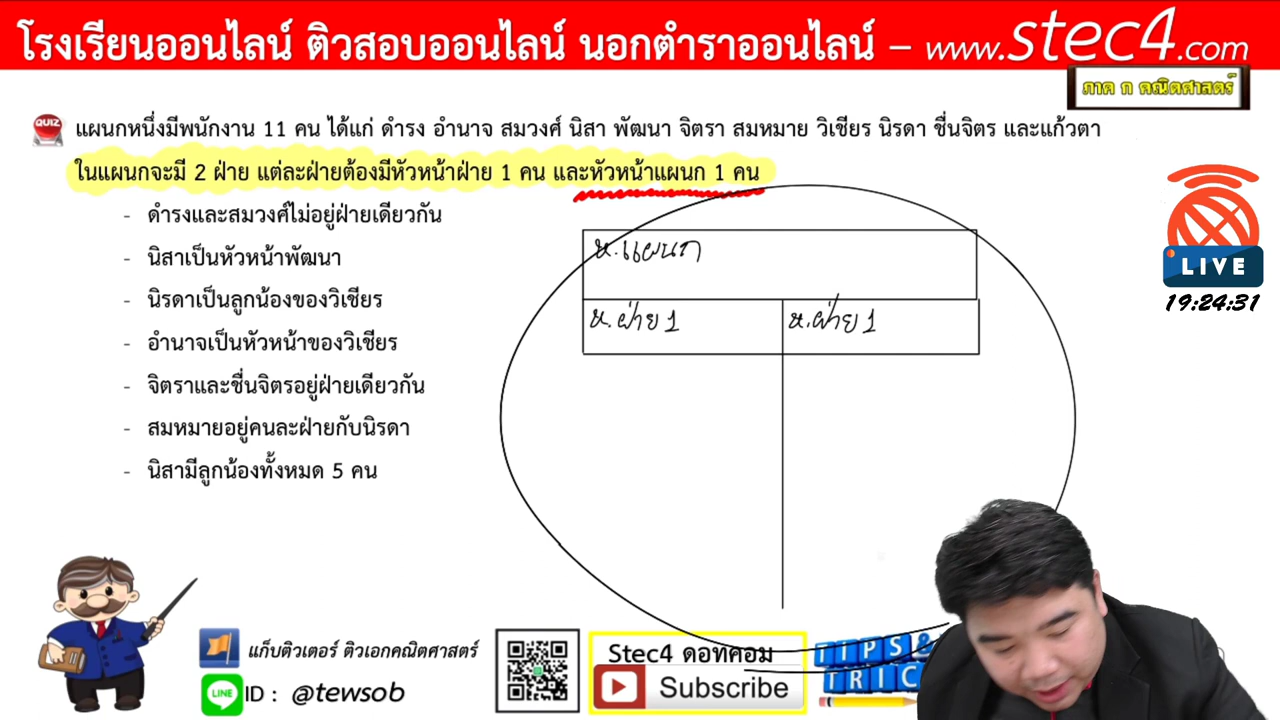 โรงเรียนออนไลน์ ติวสอบออนไลน์ นอกตำราออนไลน์ – www.stec4.com
ภาค ก คณิตศาสตร์
QUIZ
แผนกหนึ่งมีพนักงาน 11 คน ได้แก่ ดำรง อำนาจ สมวงศ์ นิสา พัฒนา จิตรา สมหมาย วิเชียร นิรดา ชื่นจิตร และแก้วตา
ในแผนกจะมี 2 ฝ่าย แต่ละฝ่ายต้องมีหัวหน้าฝ่าย 1 คน และหัวหน้าแผนก 1 คน
- ดำรงและสมวงศ์ไม่อยู่ฝ่ายเดียวกัน
- นิสาเป็นหัวหน้าพัฒนา
- นิรดาเป็นลูกน้องของวิเชียร
- อำนาจเป็นหัวหน้าของวิเชียร
- จิตราและชื่นจิตรอยู่ฝ่ายเดียวกัน
- สมหมายอยู่คนละฝ่ายกับนิรดา
- นิสามีลูกน้องทั้งหมด 5 คน
ห.แผนก
ห.ฝ่าย 1
ห.ฝ่าย 1
LIVE
19:24:31
แก็บติวเตอร์ ติวเอกคณิตศาสตร์
LINE
ID : @tewsob
Stec4 ดอทคอม
Subscribe
TIPS&
TRIC